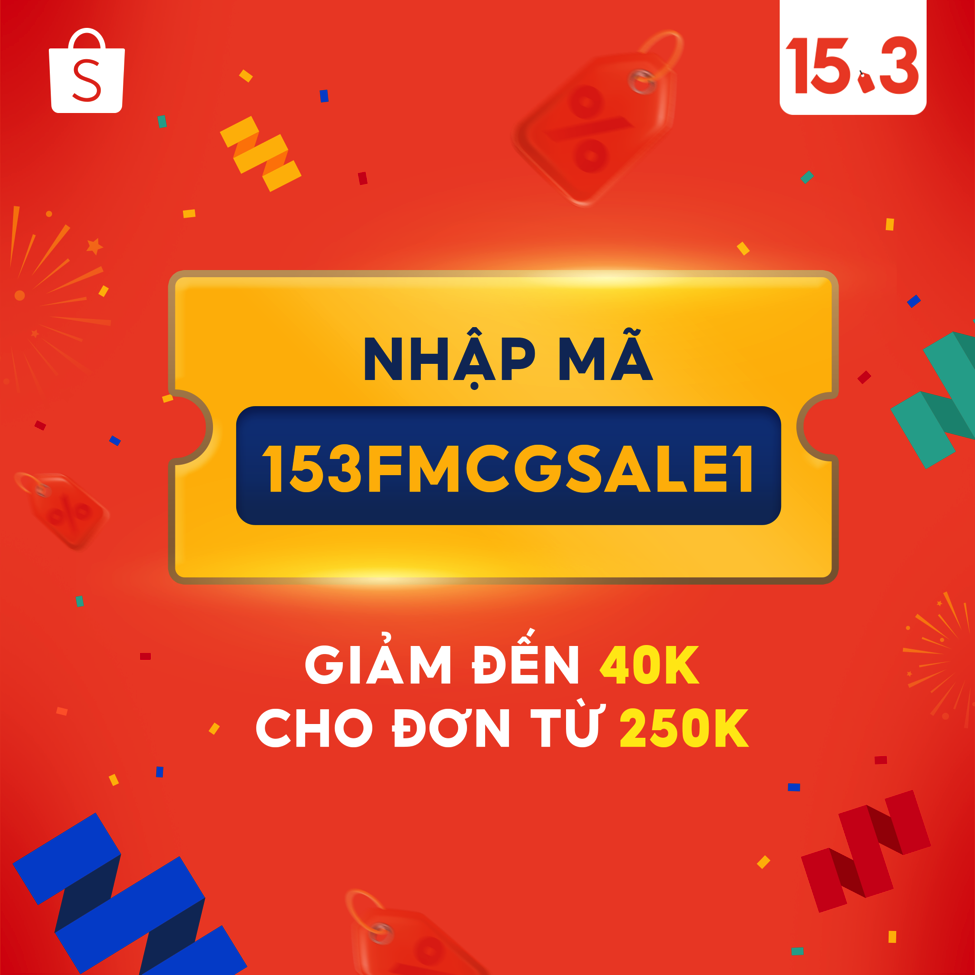 S
15.3
NHẬP MÃ
153FMCGSALE1
GIẢM ĐẾN 40K
CHO ĐƠN TỪ 250K